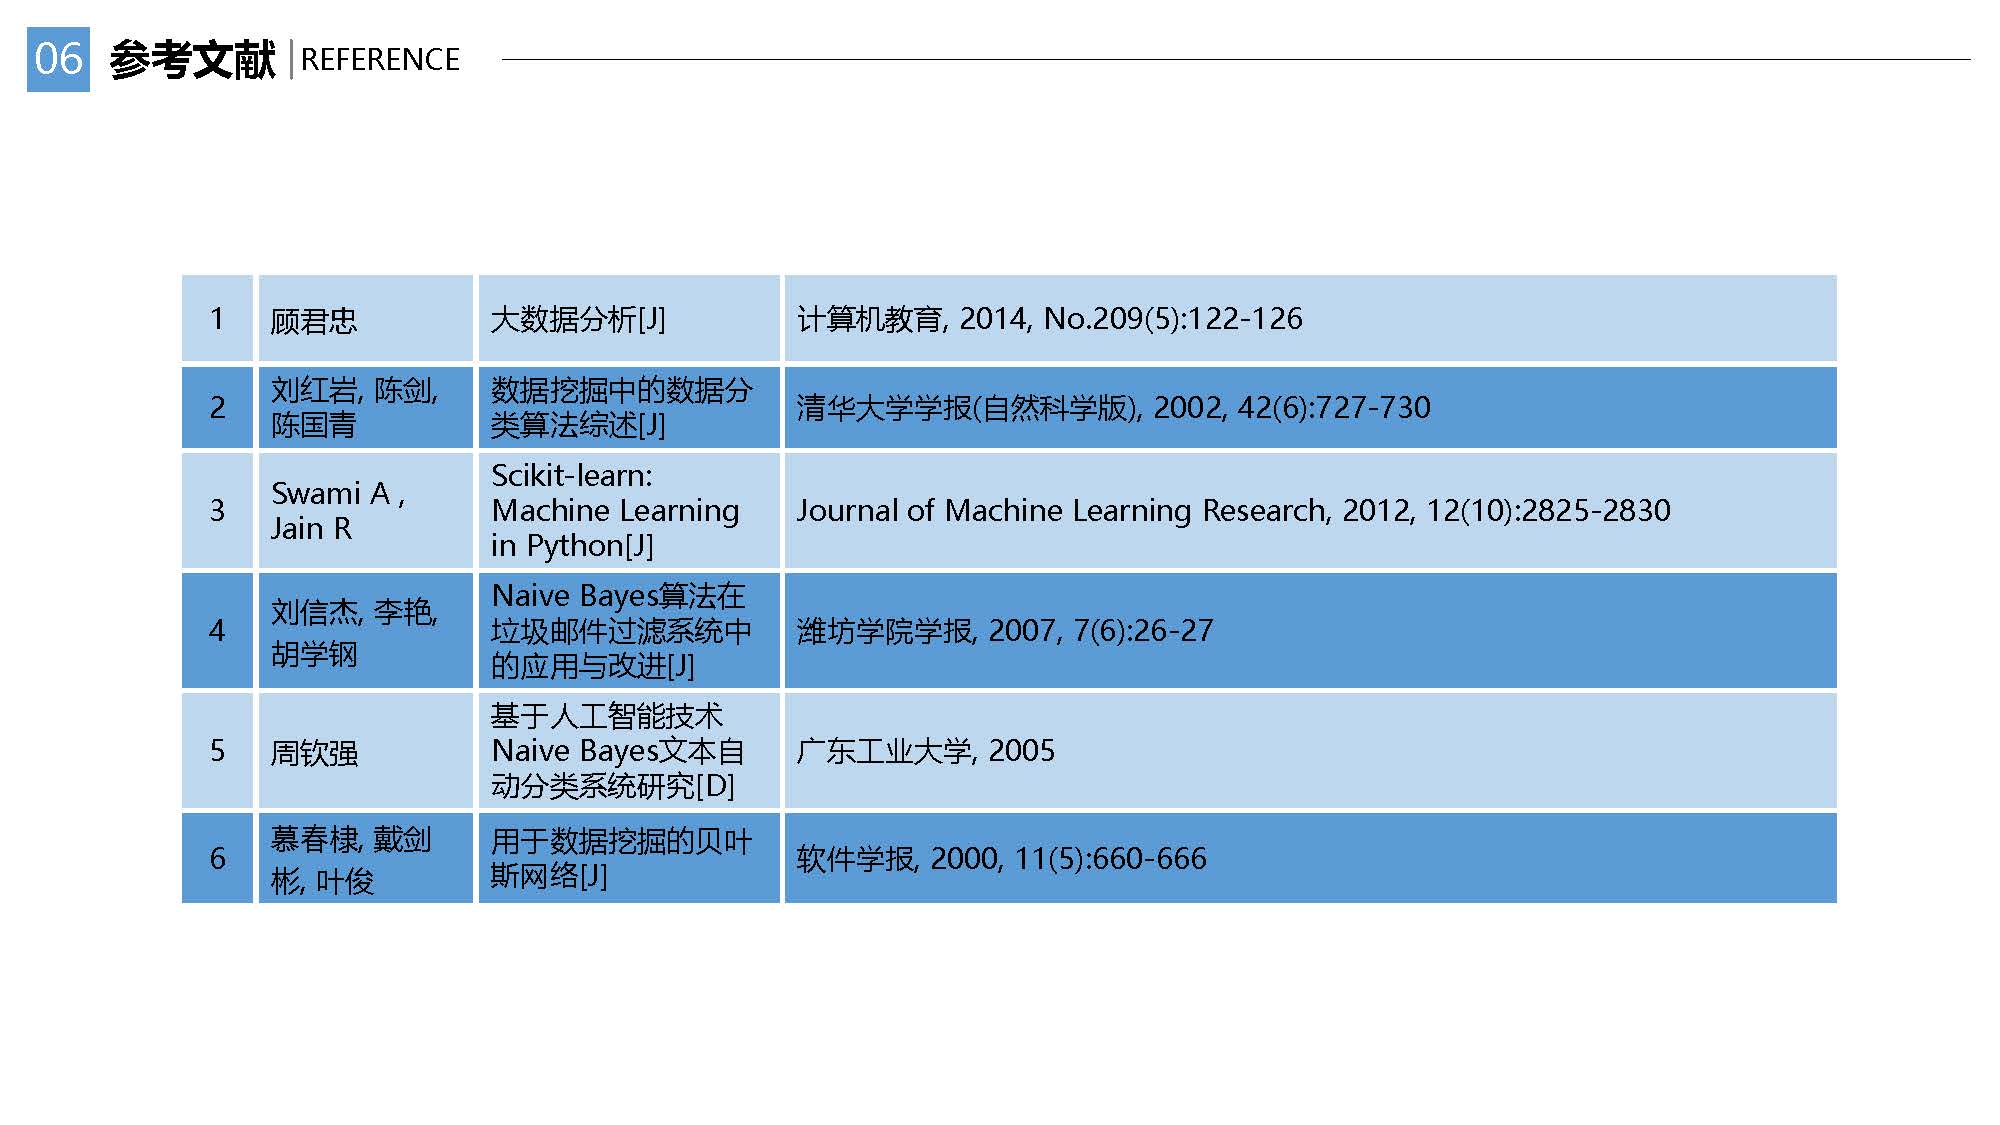 06 参考文献 REFERENCE
1
顾君忠
大数据分析[J]
计算机教育, 2014, No.209(5):122-126
2
刘红岩, 陈剑,
陈国青
数据挖掘中的数据分
类算法综述[J]
清华大学学报(自然科学版), 2002, 42(6):727-730
3
Swami A ,
Jain R
Scikit-learn:
Machine Learning
in Python[J]
Journal of Machine Learning Research, 2012, 12(10):2825-2830
4
刘信杰, 李艳,
胡学钢
Naive Bayes算法在
垃圾邮件过滤系统中
的应用与改进[J]
潍坊学院学报, 2007, 7(6):26-27
5
周钦强
基于人工智能技术
Naive Bayes文本自
动分类系统研究[D]
广东工业大学, 2005
6
慕春棣, 戴剑
彬, 叶俊
用于数据挖掘的贝叶
斯网络[J]
软件学报, 2000, 11(5):660-666